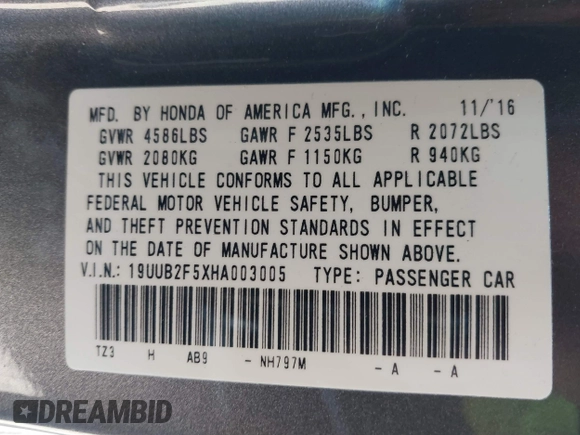 MFD. BY HONDA OF AMERICA MFG., INC. 11/'16
GVWR 4586LBS GAWR F 2535LBS R 2072LBS
GVWR 2080KG GAWR F 1150KG R 940KG
THIS VEHICLE CONFORMS TO ALL APPLICABLE
FEDERAL MOTOR VEHICLE SAFETY, BUMPER,
AND THEFT PREVENTION STANDARDS IN EFFECT
ON THE DATE OF MANUFACTURE SHOWN ABOVE.
V.I.N.: 19UUB2F5XHA003005 TYPE: PASSENGER CAR
TZ3 H AB9 - NH797M - A - A
DREAMBID